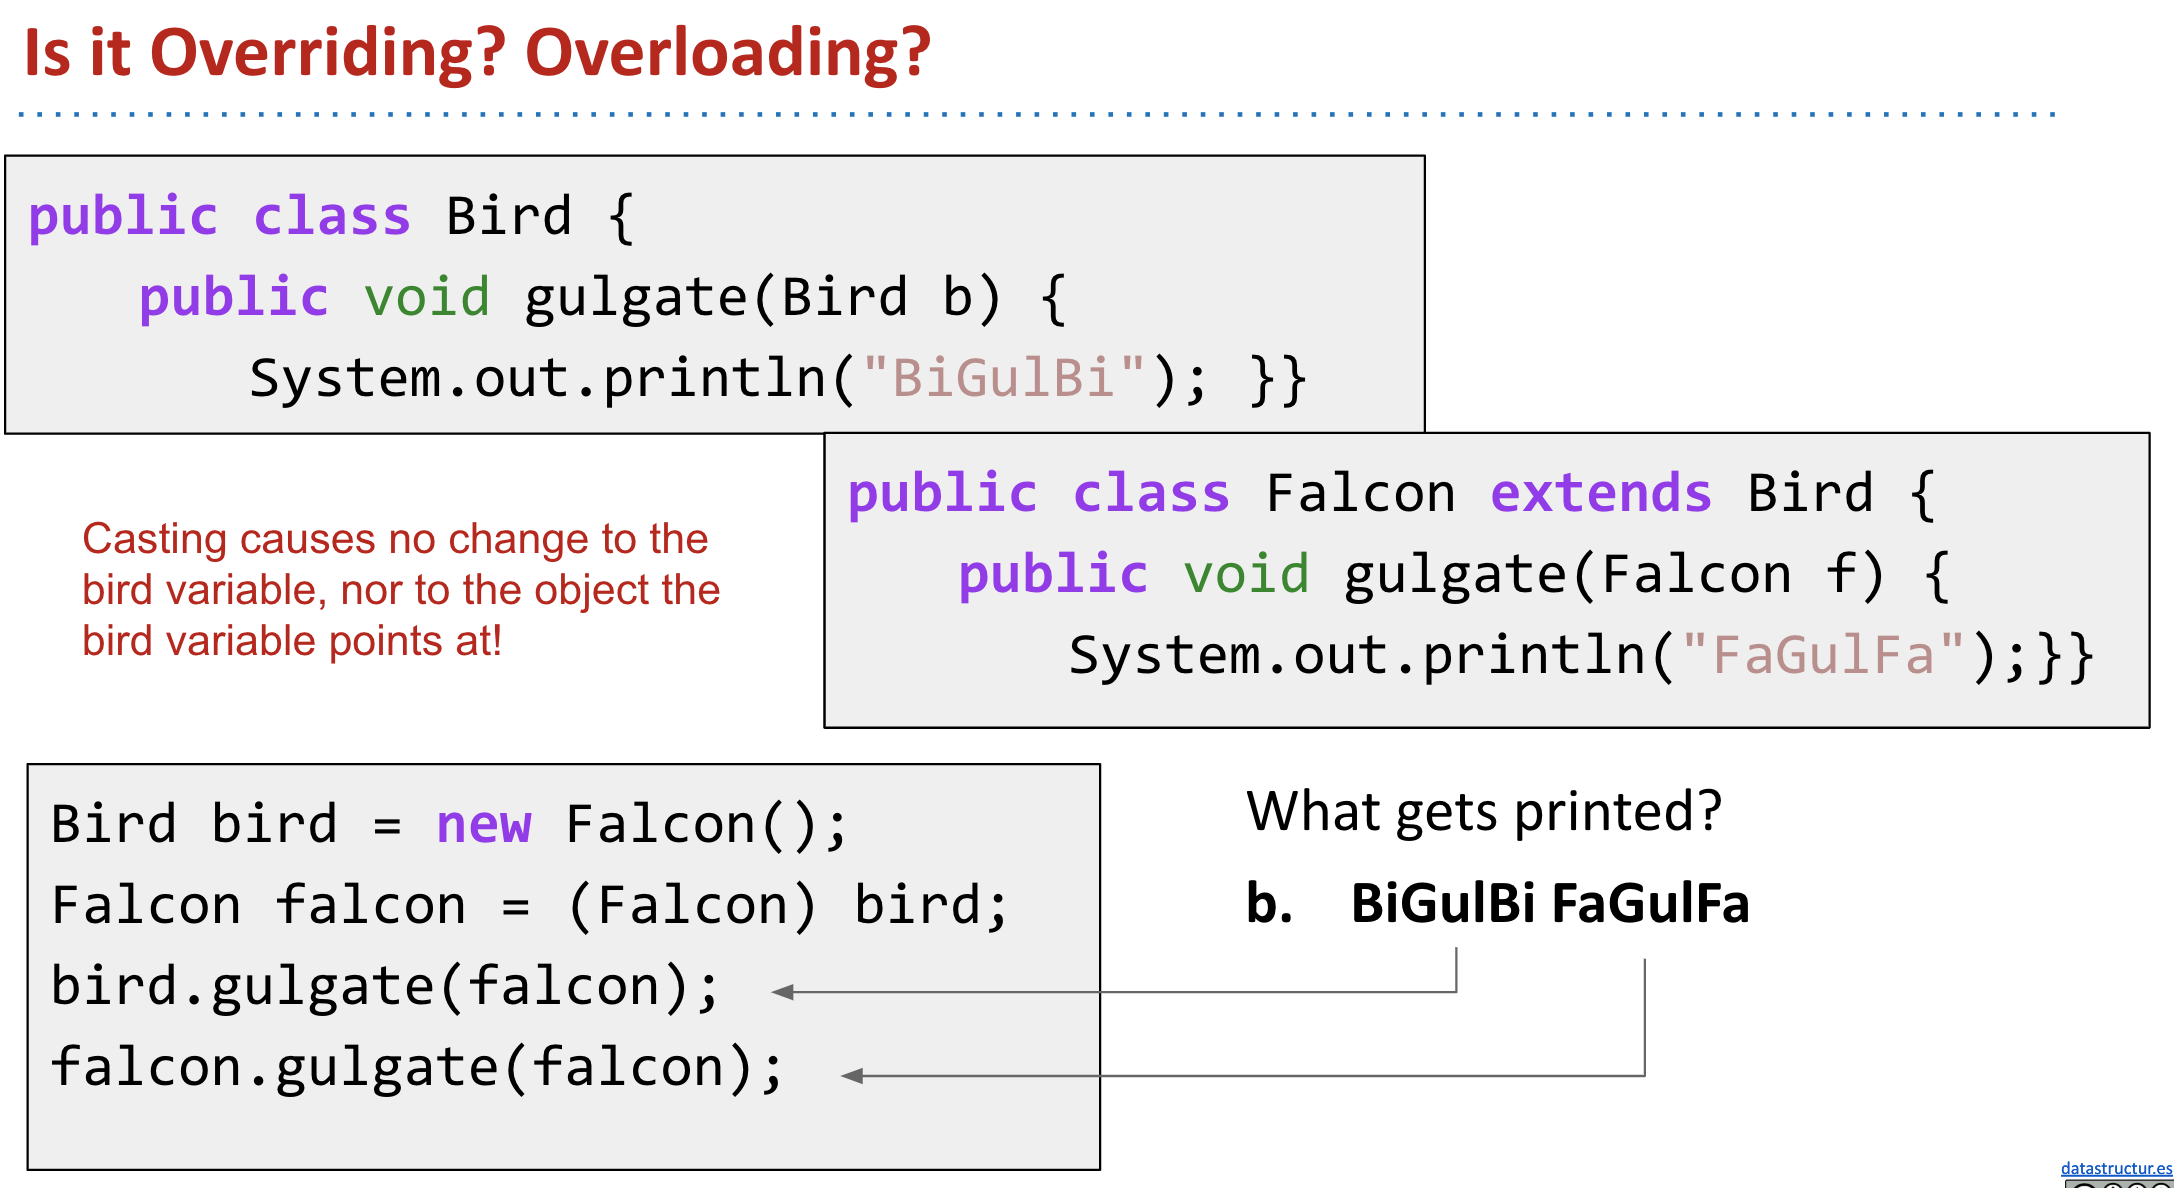 Is it Overriding? Overloading?
public class Bird {
public void gulgate(Bird b) {
System.out.println("BiGulBi"); }}
public class Falcon extends Bird {
public void gulgate(Falcon f) {
System.out.println("FaGulFa");}}
Casting causes no change to the
bird variable, nor to the object the
bird variable points at!
Bird bird = new Falcon();
Falcon falcon = (Falcon) bird;
bird.gulgate(falcon);
falcon.gulgate(falcon);
What gets printed?
b. BiGulBi FaGulFa
datastructur.es